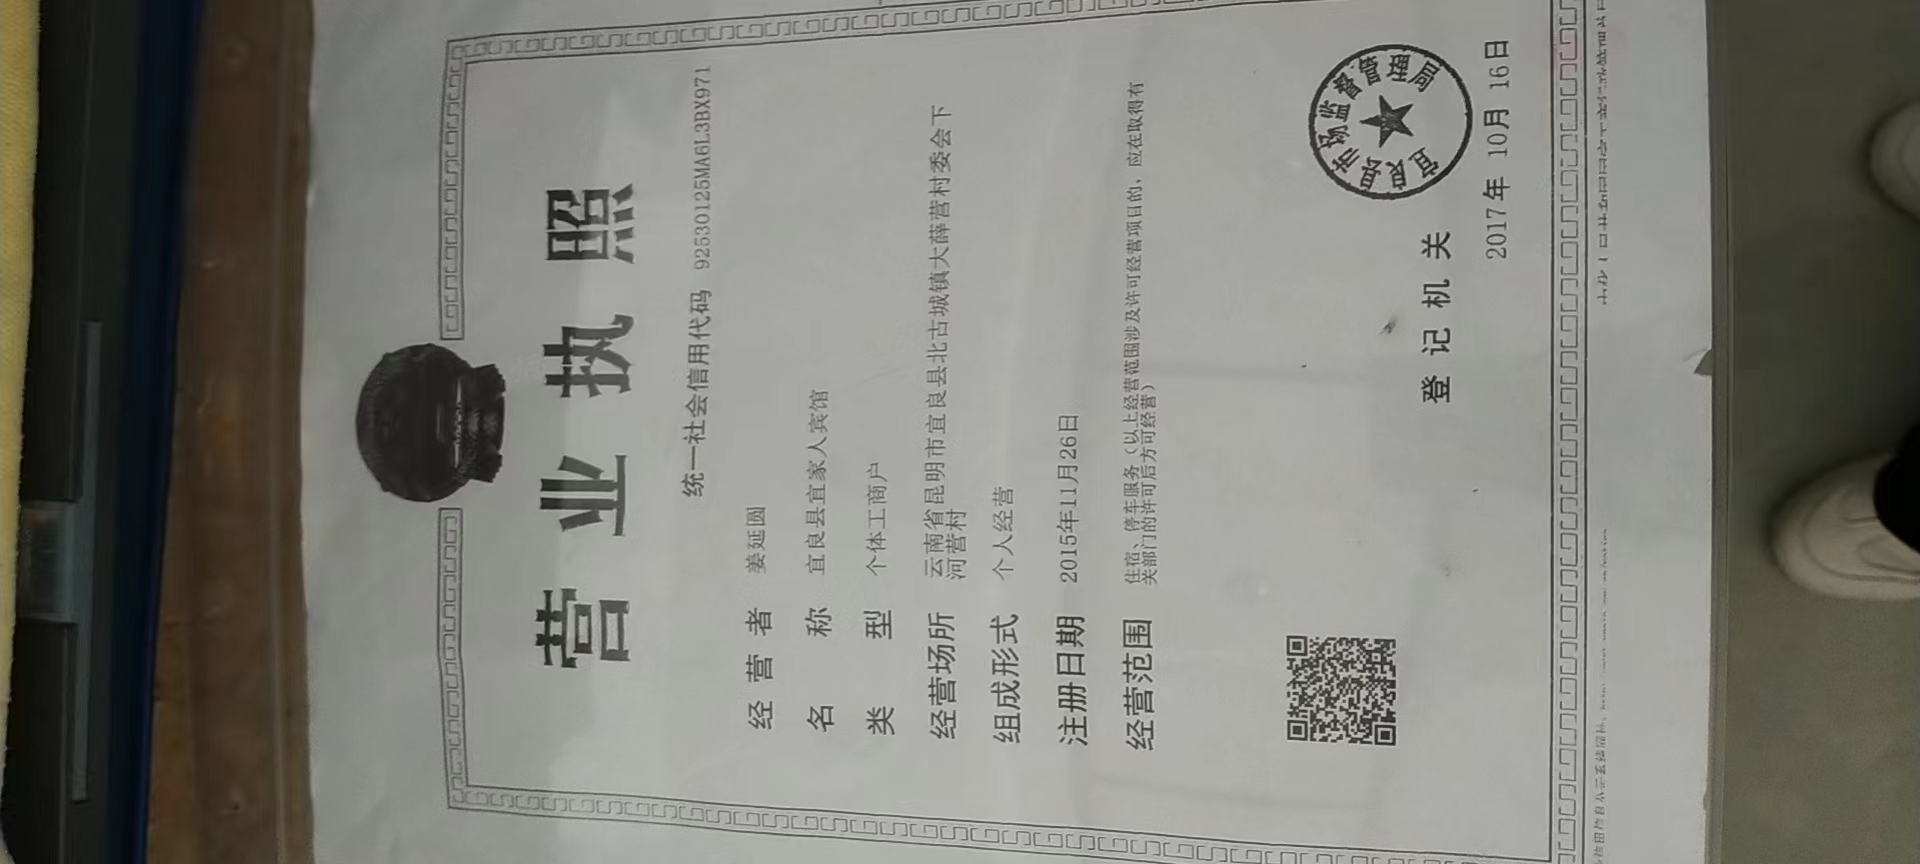 营业执照
统一社会信用代码 92530125MA6L3BX971
经营者 姜延圆
名称 宜良县宜家人宾馆
类型 个体工商户
经营场所 云南省昆明市宜良县北古城镇大薛营村委会下
河营村
组成形式 个人经营
注册日期 2015年11月26日
经营范围 住宿、停车服务（以上经营范围涉及许可经营项目的，应在取得有
关部门的许可后方可经营）
宜良县市场监督管理局
登记机关
2017年 10月 16日